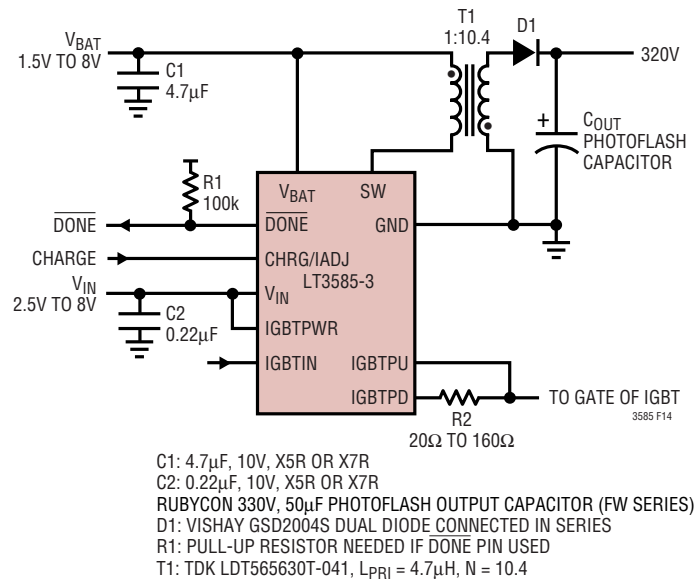 T1
1:10.4
D1
VBAT
1.5V TO 8V
C1
4.7µF
320V
+
COUT
PHOTOFLASH
CAPACITOR
R1
100k
VBAT
SW
DONE
DONE
GND
CHARGE
CHRG/IADJ
LT3585-3
VIN
2.5V TO 8V
VIN
C2
0.22µF
IGBTPWR
IGBTIN
IGBTPU
IGBTPD
TO GATE OF IGBT
3585 F14
R2
20Ω TO 160Ω
C1: 4.7µF, 10V, X5R OR X7R
C2: 0.22µF, 10V, X5R OR X7R
RUBYCON 330V, 50µF PHOTOFLASH OUTPUT CAPACITOR (FW SERIES)
D1: VISHAY GSD2004S DUAL DIODE CONNECTED IN SERIES
R1: PULL-UP RESISTOR NEEDED IF DONE PIN USED
T1: TDK LDT565630T-041, LPRI = 4.7µH, N = 10.4